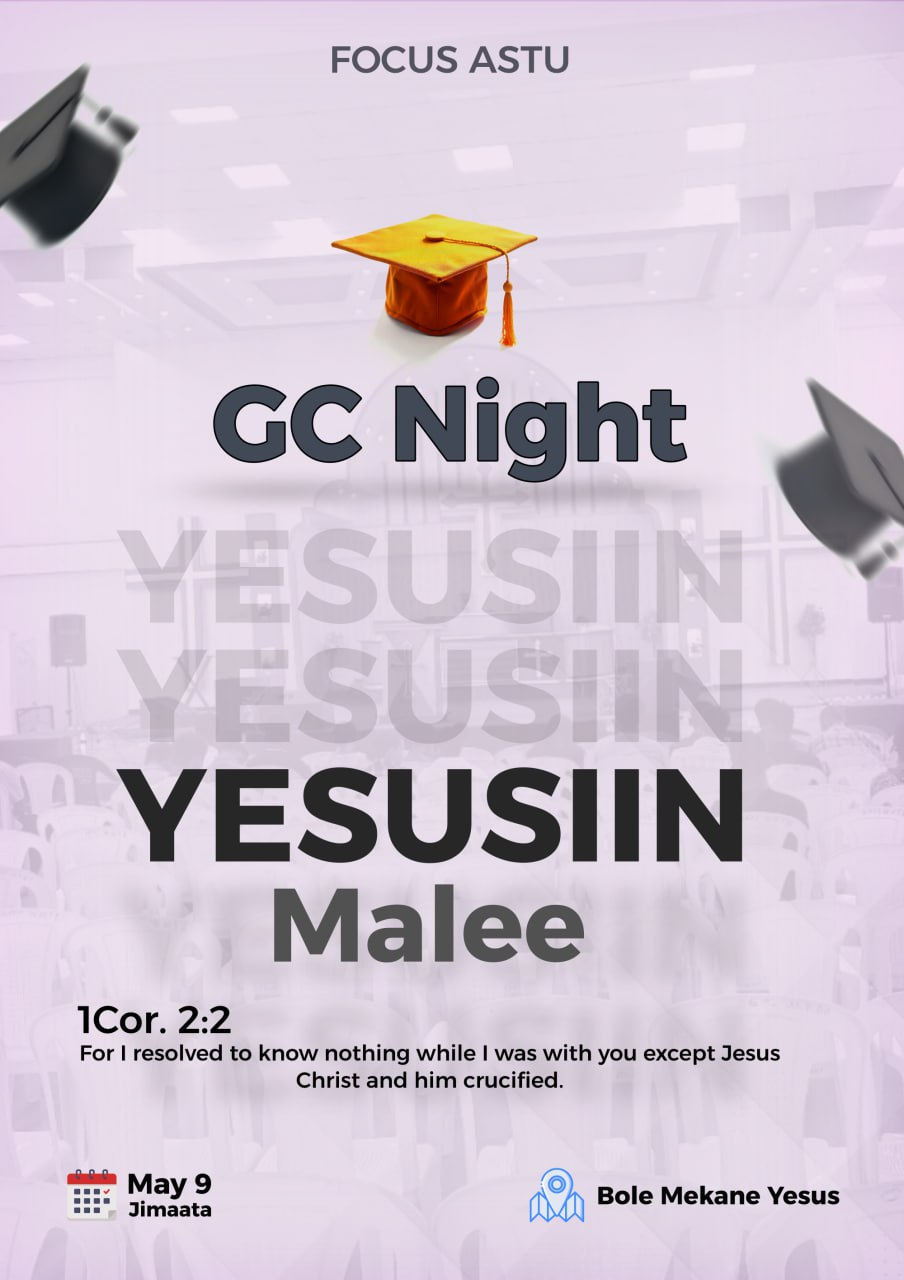 FOCUS ASTU
GC Night
YESUSIIN
YESUSIIN
YESUSIIN
Malee
1Cor. 2:2
For I resolved to know nothing while I was with you except Jesus
Christ and him crucified.
May 9
Jimaata
Bole Mekane Yesus